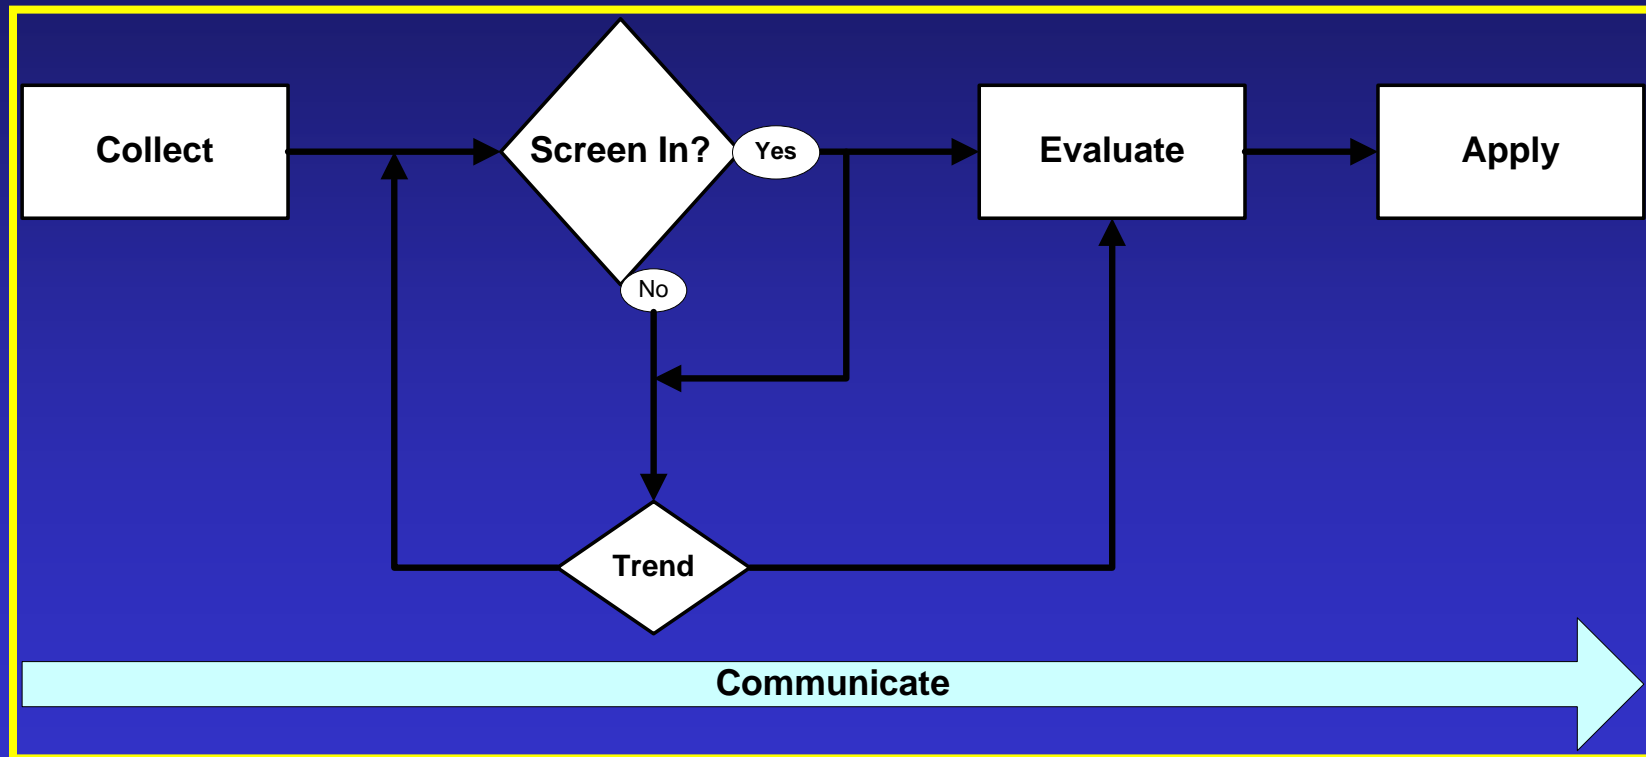 Collect
Screen In?
Yes
Evaluate
Apply
No
Trend
Communicate